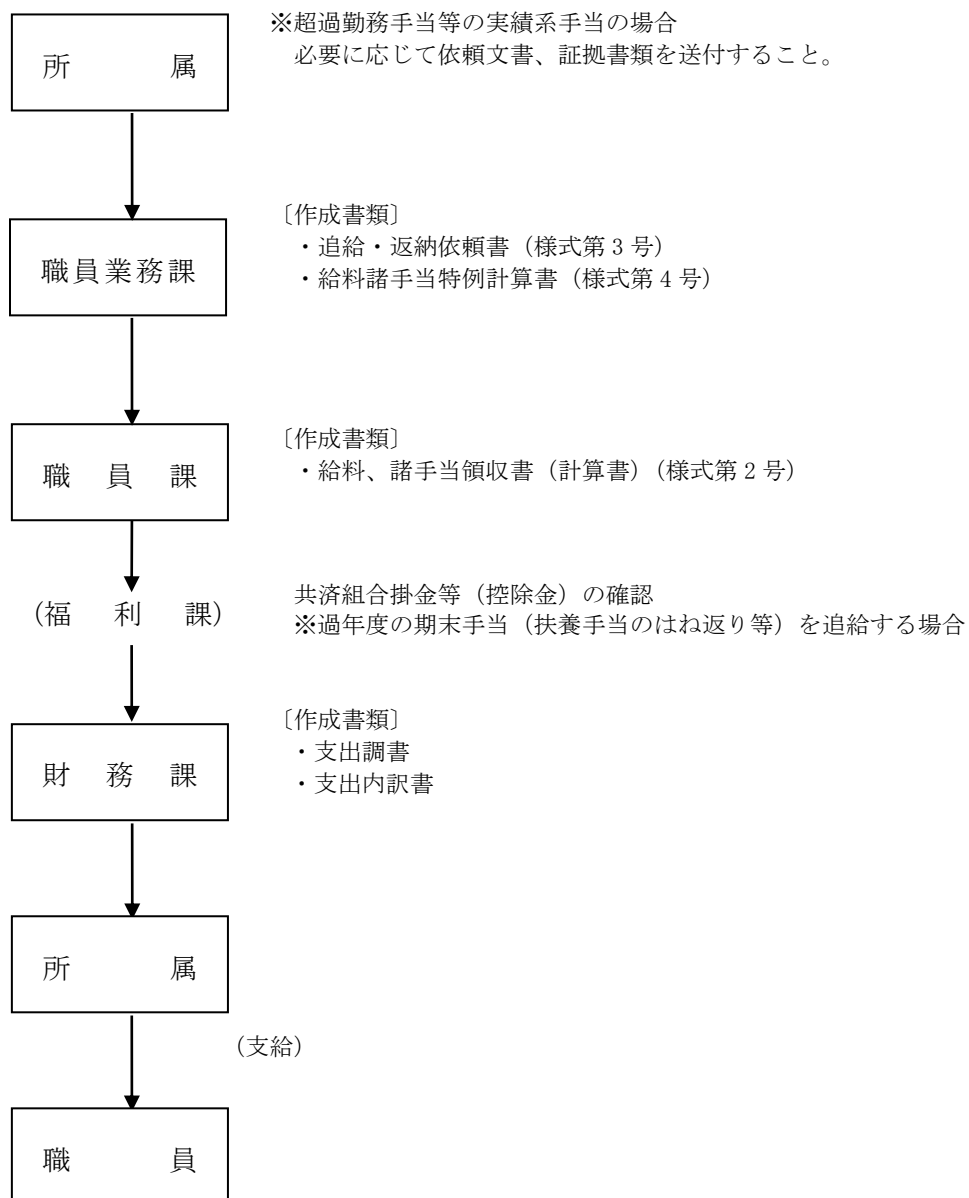 ※超過勤務手当等の実績系手当の場合
必要に応じて依頼文書、証拠書類を送付すること。
所属
〔作成書類〕
・追給・返納依頼書（様式第3号）
・給料諸手当特例計算書（様式第4号）
職員業務課
〔作成書類〕
・給料、諸手当領収書（計算書）（様式第2号）
職員課
共済組合掛金等（控除金）の確認
※過年度の期末手当（扶養手当のはね返り等）を追給する場合
（福利課）
〔作成書類〕
・支出調書
・支出内訳書
財務課
所属
（支給）
職員